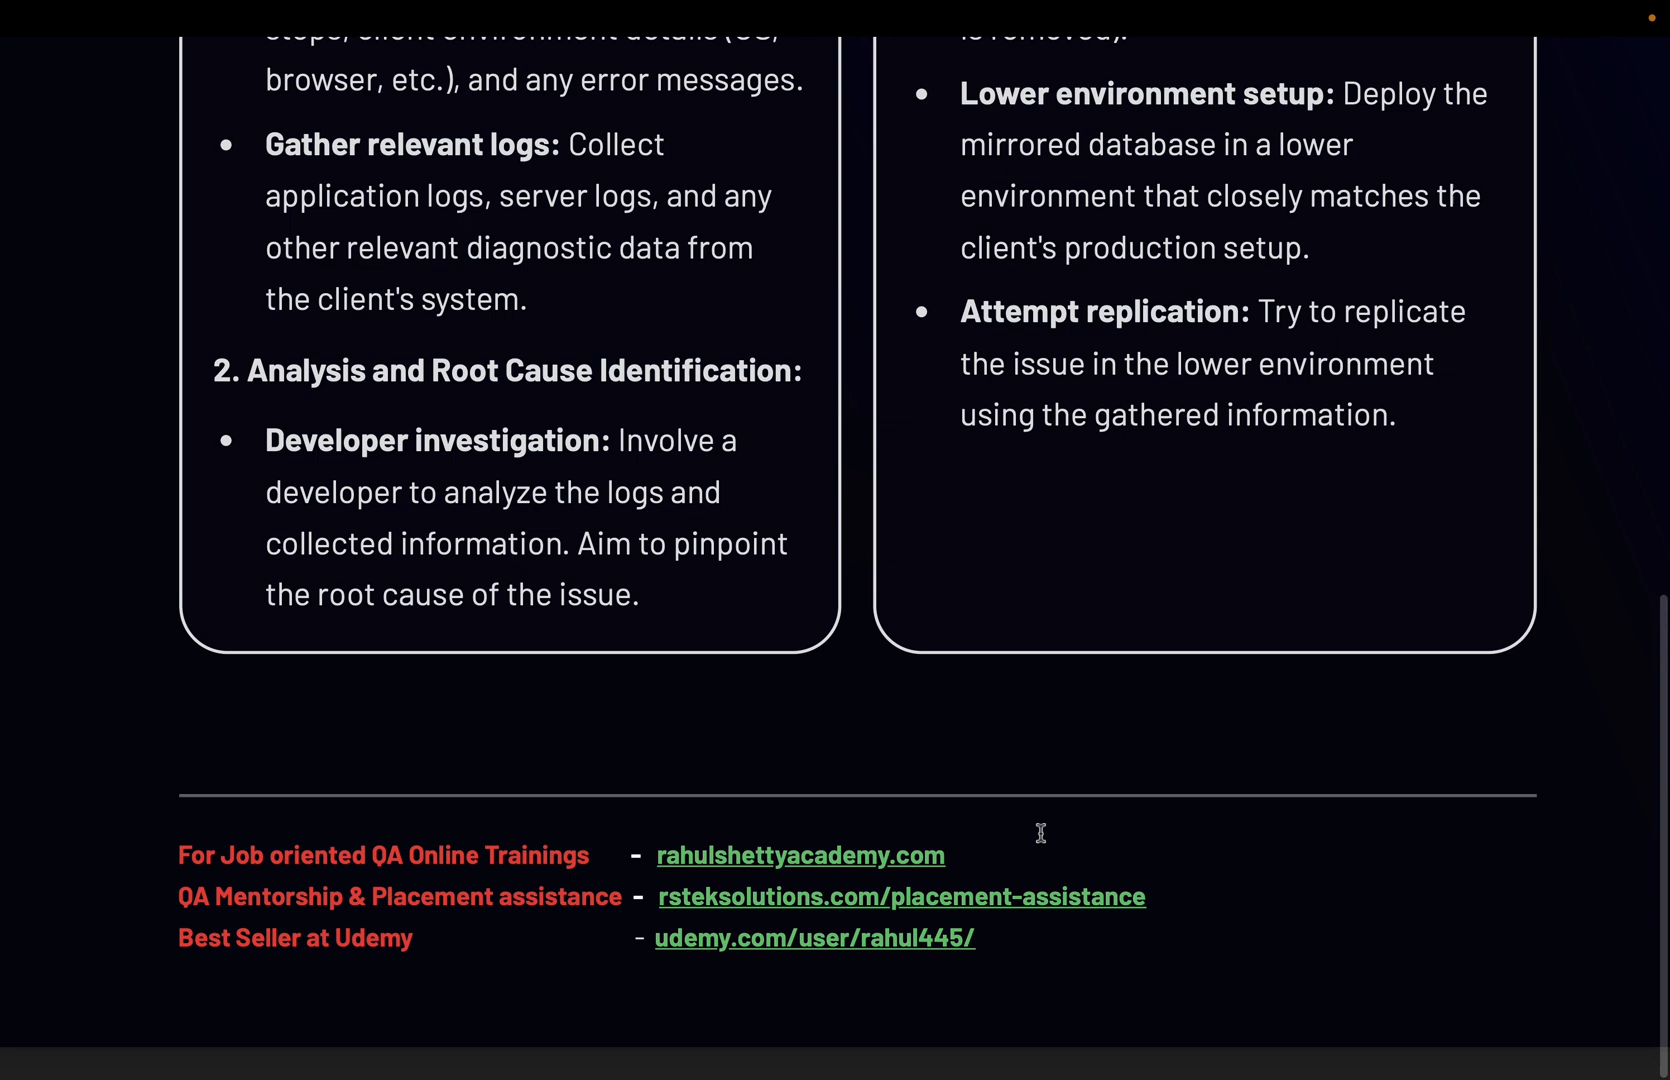 browser, etc.), and any error messages.
Gather relevant logs: Collect
application logs, server logs, and any
other relevant diagnostic data from
the client's system.
2. Analysis and Root Cause Identification:
Developer investigation: Involve a
developer to analyze the logs and
collected information. Aim to pinpoint
the root cause of the issue.
is removed).
Lower environment setup: Deploy the
mirrored database in a lower
environment that closely matches the
client's production setup.
Attempt replication: Try to replicate
the issue in the lower environment
using the gathered information.
For Job oriented QA Online Trainings - rahulshettyacademy.com
QA Mentorship & Placement assistance - rsteksolutions.com/placement-assistance
Best Seller at Udemy - udemy.com/user/rahul445/